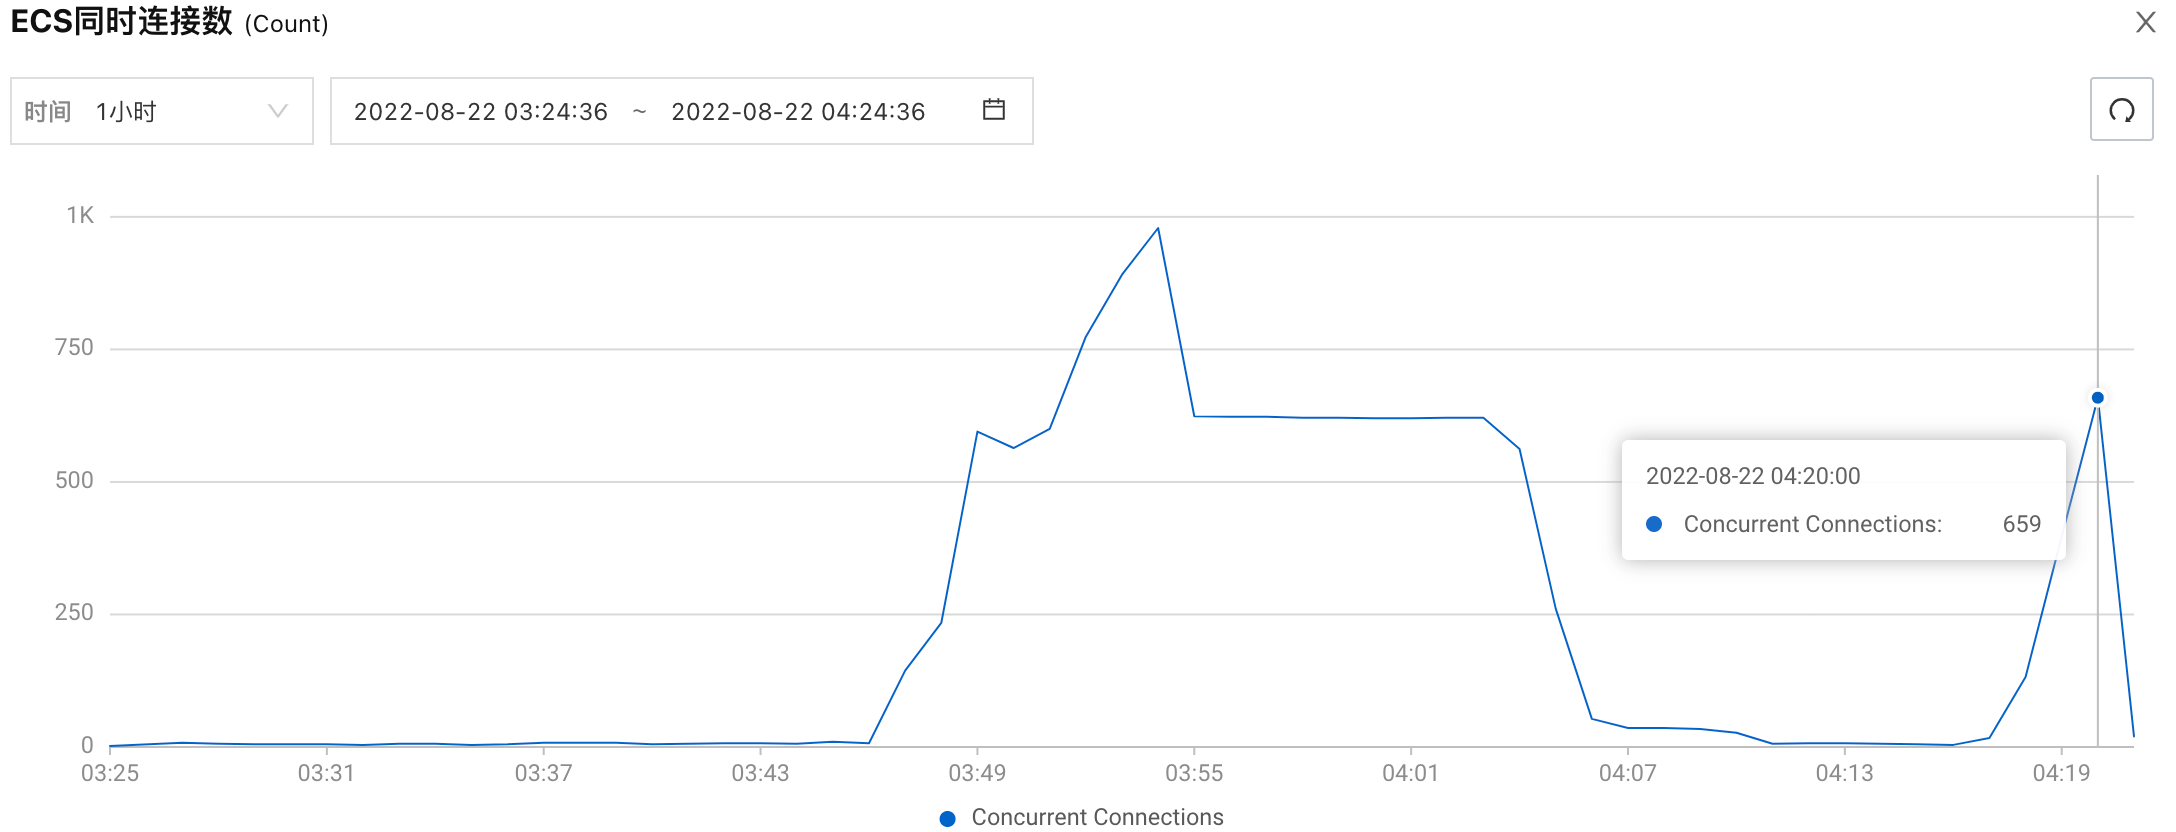 ECS同时连接数 (Count)
时间 1小时 2022-08-22 03:24:36 ~ 2022-08-22 04:24:36
1K
750
500
250
0
2022-08-22 04:20:00
Concurrent Connections: 659
03:25 03:31 03:37 03:43 03:49 03:55 04:01 04:07 04:13 04:19
Concurrent Connections